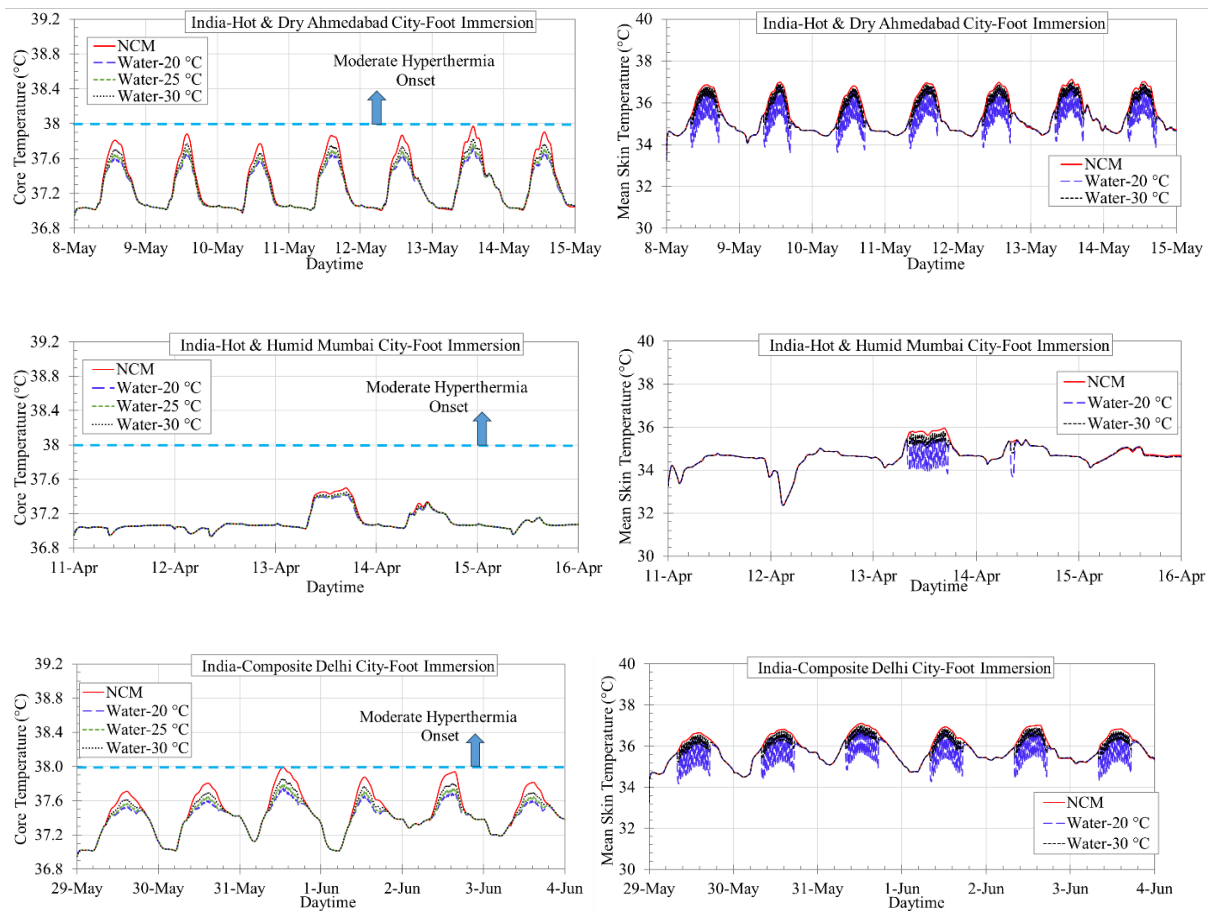 India-Hot & Dry Ahmedabad City-Foot Immersion
Core Temperature (°C)
39.2
38.8
38.4
38
37.6
37.2
36.8
NCM
Water-20 °C
Water-25 °C
Water-30 °C
Moderate Hyperthermia
Onset
8-May 9-May 10-May 11-May 12-May 13-May 14-May 15-May
Daytime
India-Hot & Dry Ahmedabad City-Foot Immersion
Mean Skin Temperature (°C)
40
38
36
34
32
30
NCM
Water-20 °C
Water-30 °C
8-May 9-May 10-May 11-May 12-May 13-May 14-May 15-May
Daytime
India-Hot & Humid Mumbai City-Foot Immersion
Core Temperature (°C)
39.2
38.8
38.4
38
37.6
37.2
36.8
NCM
Water-20 °C
Water-25 °C
Water-30 °C
Moderate Hyperthermia
Onset
11-Apr 12-Apr 13-Apr 14-Apr 15-Apr 16-Apr
Daytime
India-Hot & Humid Mumbai City-Foot Immersion
Mean Skin Temperature (°C)
40
38
36
34
32
30
NCM
Water-20 °C
Water-30 °C
11-Apr 12-Apr 13-Apr 14-Apr 15-Apr 16-Apr
Daytime
India-Composite Delhi City-Foot Immersion
Core Temperature (°C)
39.2
38.8
38.4
38.0
37.6
37.2
36.8
NCM
Water-20 °C
Water-25 °C
Water-30 °C
Moderate Hyperthermia
Onset
29-May 30-May 31-May 1-Jun 2-Jun 3-Jun 4-Jun
Daytime
India-Composite Delhi City-Foot Immersion
Mean Skin Temperature (°C)
40
38
36
34
32
30
NCM
Water-20 °C
Water-30 °C
29-May 30-May 31-May 1-Jun 2-Jun 3-Jun 4-Jun
Daytime